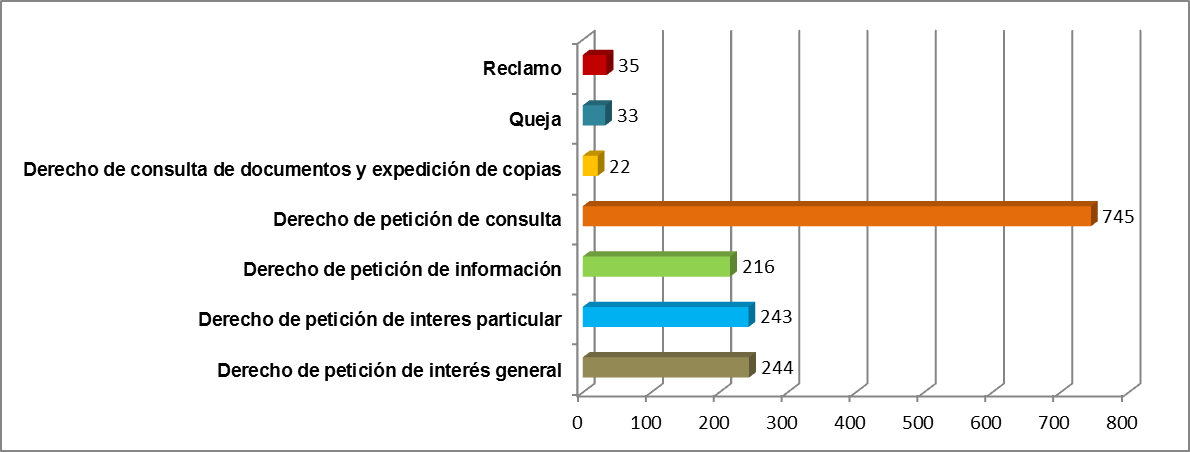 Reclamo 35
Queja 33
Derecho de consulta de documentos y expedición de copias 22
Derecho de petición de consulta 745
Derecho de petición de información 216
Derecho de petición de interes particular 243
Derecho de petición de interés general 244
0 100 200 300 400 500 600 700 800